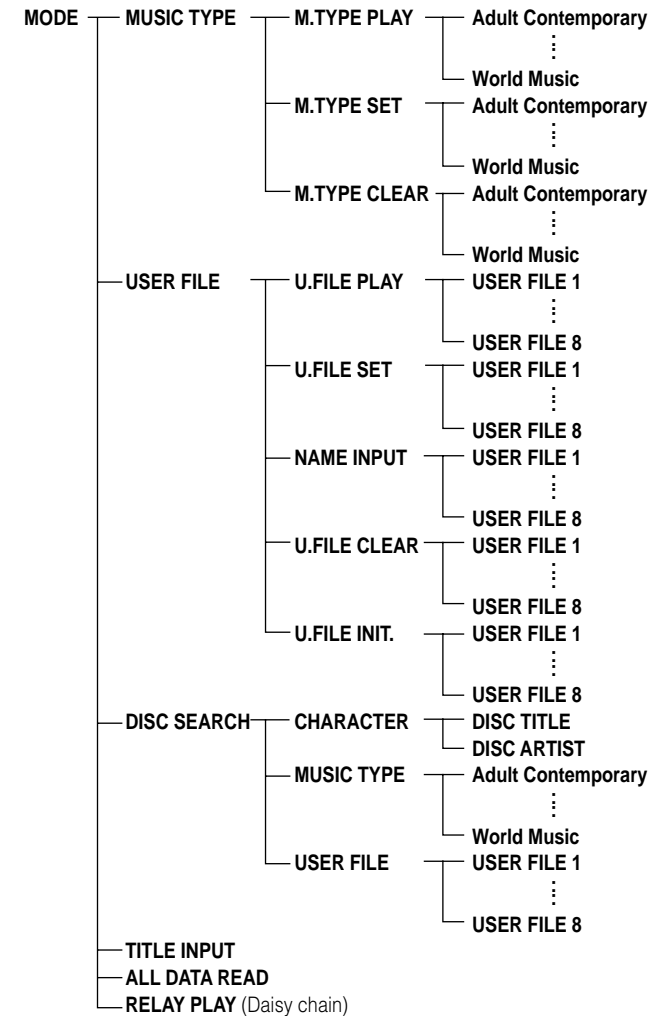 MODE MUSIC TYPE M.TYPE PLAY Adult Contemporary
World Music
M.TYPE SET Adult Contemporary
World Music
M.TYPE CLEAR Adult Contemporary
World Music
USER FILE U.FILE PLAY USER FILE 1
USER FILE 8
U.FILE SET USER FILE 1
USER FILE 8
NAME INPUT USER FILE 1
USER FILE 8
U.FILE CLEAR USER FILE 1
USER FILE 8
U.FILE INIT. USER FILE 1
USER FILE 8
DISC SEARCH CHARACTER DISC TITLE
DISC ARTIST
MUSIC TYPE Adult Contemporary
World Music
USER FILE USER FILE 1
USER FILE 8
TITLE INPUT
ALL DATA READ
RELAY PLAY (Daisy chain)